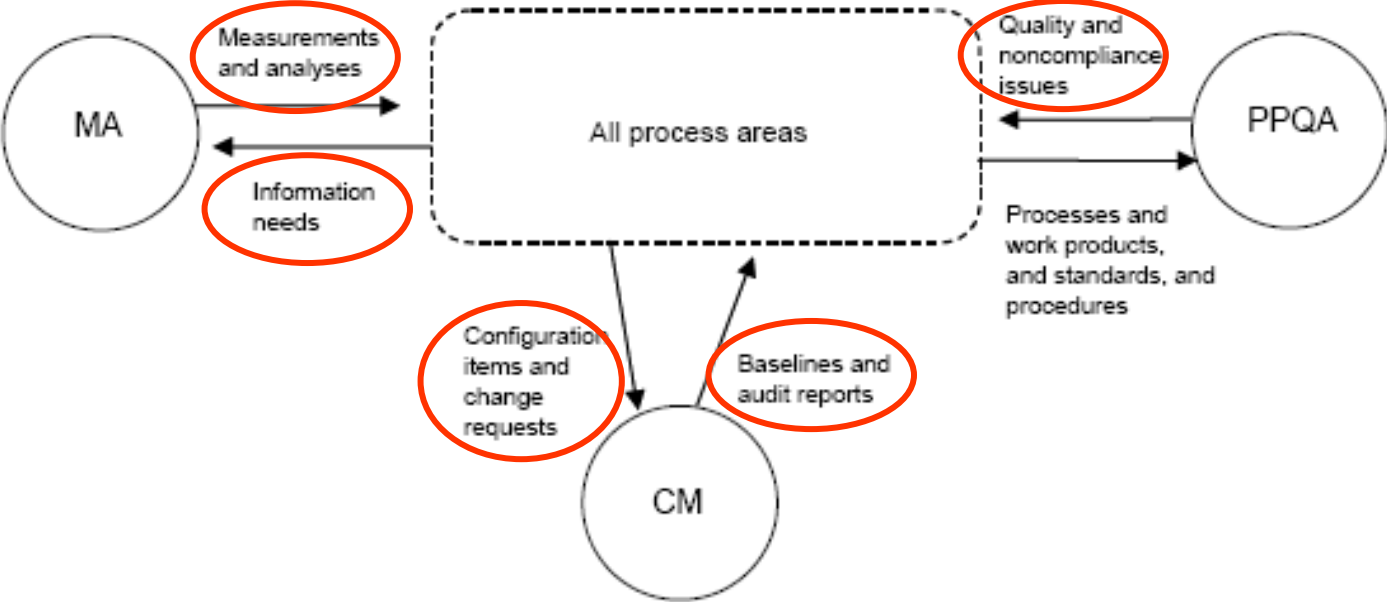 Measurements
and analyses
MA
Information
needs
All process areas
Quality and
noncompliance
issues
PPQA
Processes and
work products,
and standards, and
procedures
Configuration
items and
change
requests
Baselines and
audit reports
CM